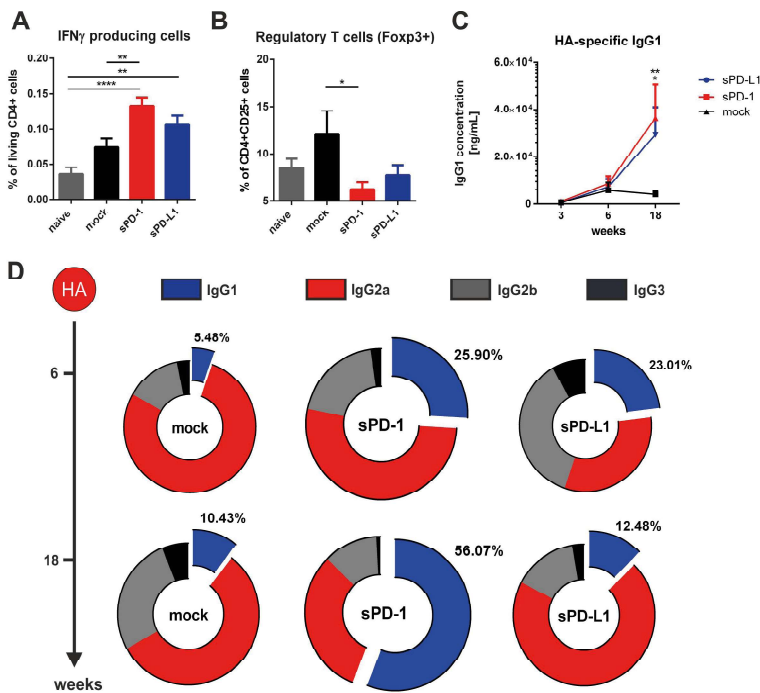 A
IFNγ producing cells
% of living CD4+ cells
0.20
0.15
0.10
0.05
0.00
**
**
****
naive
mock
sPD-1
sPD-L1
B
Regulatory T cells (Foxp3+)
% of CD4+CD25+ cells
20
15
10
5
*
naive
mock
sPD-1
sPD-L1
C
HA-specific IgG1
IgG1 concentration
[ng/mL]
6.0×10⁴
4.0×10⁴
2.0×10⁴
0
**
*
3 6 18
weeks
sPD-L1
sPD-1
mock
D
HA
IgG1 IgG2a IgG2b IgG3
6
5.48%
mock
25.90%
sPD-1
23.01%
sPD-L1
18
10.43%
mock
56.07%
sPD-1
12.48%
sPD-L1
weeks